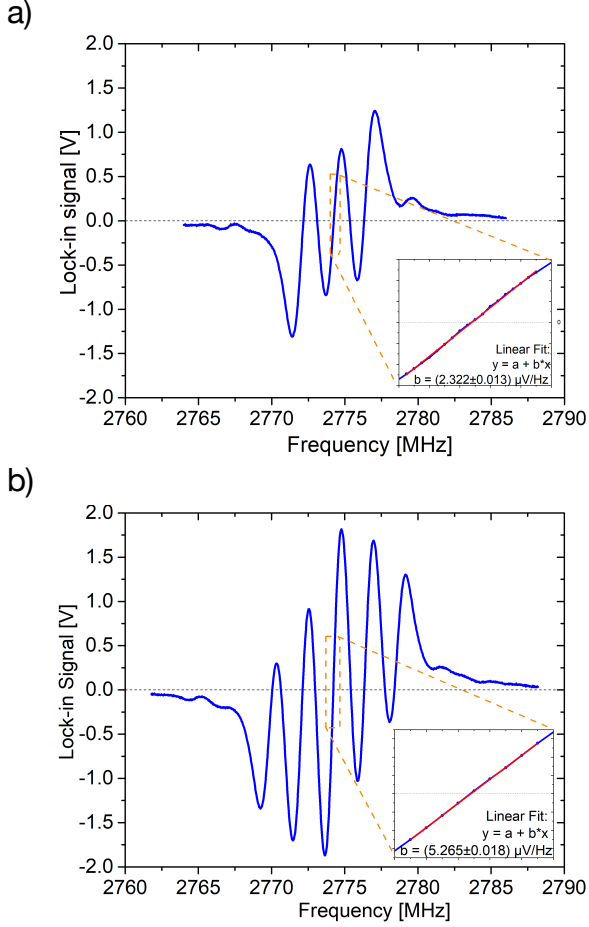 a)
2.0
1.5
1.0
0.5
0.0
-0.5
-1.0
-1.5
-2.0
Lock-in signal [V]
0
Linear Fit:
y = a + b*x
b = (2.322±0.013) µV/Hz
2760 2765 2770 2775 2780 2785 2790
Frequency [MHz]
b)
2.0
1.5
1.0
0.5
0.0
-0.5
-1.0
-1.5
-2.0
Lock-in Signal [V]
Linear Fit:
y = a + b*x
b = (5.265±0.018) µV/Hz
2760 2765 2770 2775 2780 2785 2790
Frequency [MHz]